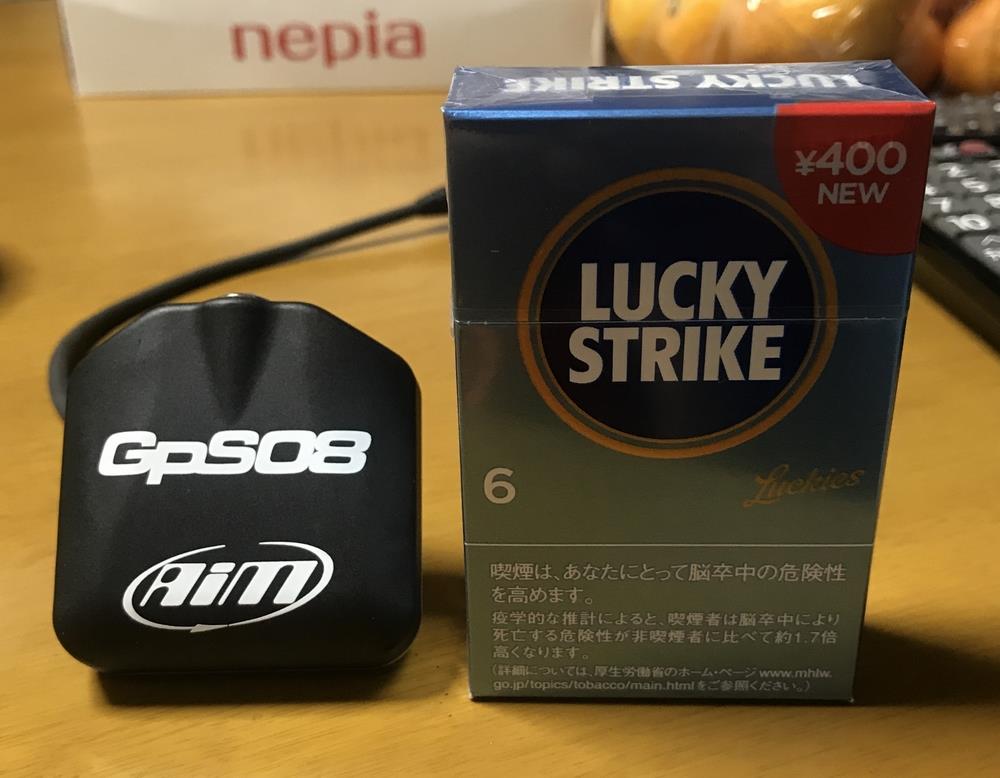 nepia
LUCKY STRIKE
¥400
NEW
LUCKY
STRIKE
6
Luckies
喫煙は、あなたにとって脳卒中の危険性
を高めます。
疫学的な推計によると、喫煙者は脳卒中により
死亡する危険性が非喫煙者に比べて約1.7倍
高くなります。
(詳細については、厚生労働省のホーム・ページwww.mhlw.
go.jp/topics/tobacco/main.htmlをご参照ください。)
GpS08
AiM